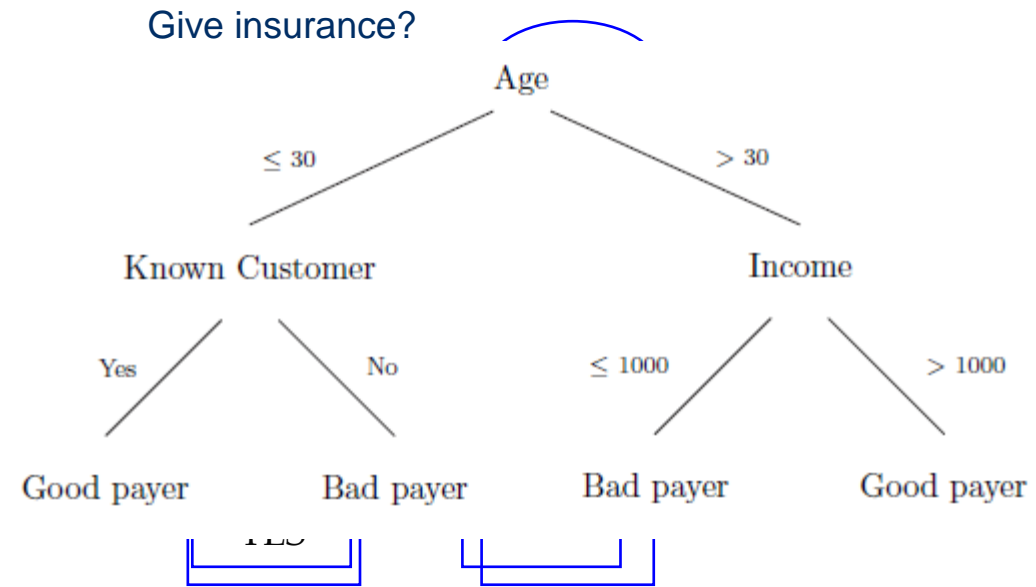 Give insurance?
Age
≤ 30
> 30
Known Customer
Income
Yes
No
≤ 1000
> 1000
Good payer
Bad payer
Bad payer
Good payer
YES